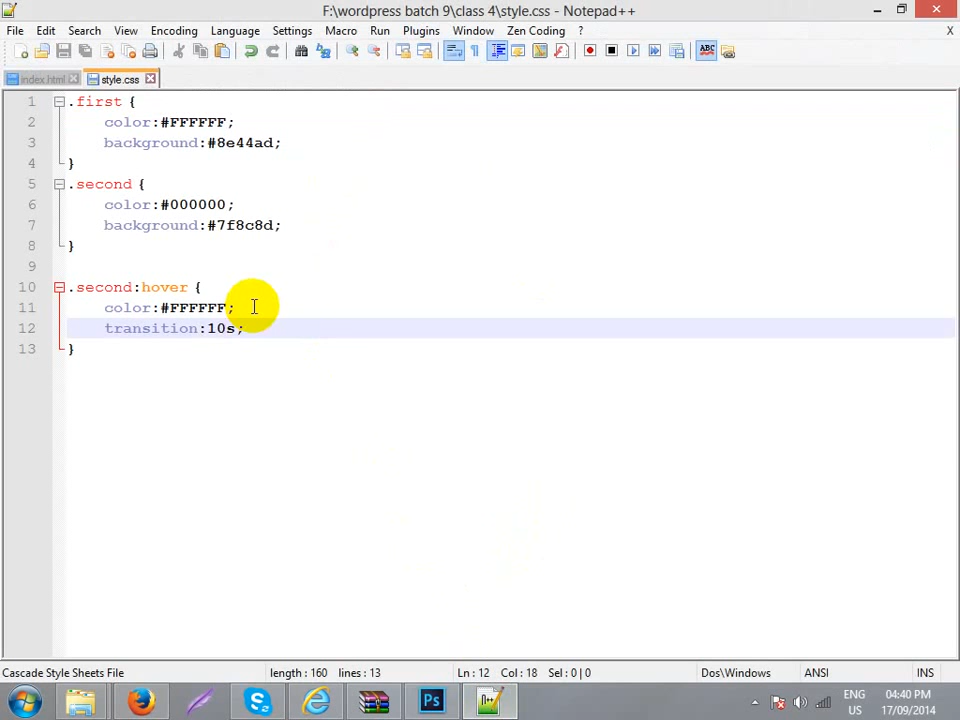 F:\wordpress batch 9\class 4\style.css - Notepad++
X
File Edit Search View Encoding Language Settings Macro Run Plugins Window Zen Coding ? X
ABC
index.html style.css
1 .first {
2 color:#FFFFFF;
3 background:#8e44ad;
4 }
5 .second {
6 color:#000000;
7 background:#7f8c8d;
8 }
9
10 .second:hover {
11 color:#FFFFFF;
12 transition:10s;
13 }
Cascade Style Sheets File length : 160 lines : 13 Ln : 12 Col : 18 Sel : 0 | 0 Dos\Windows ANSI INS
Ps N++ ENG 04:40 PM
US 17/09/2014